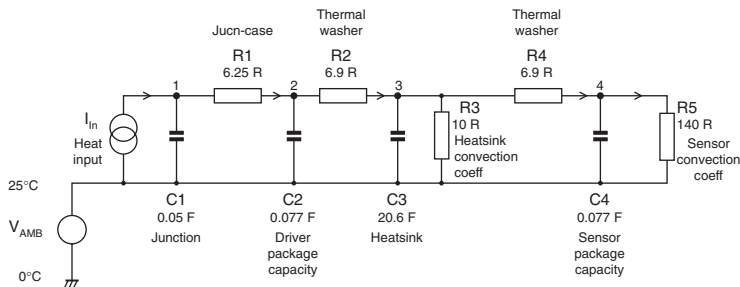 Jucn-case
R1
6.25 R
Thermal
washer
R2
6.9 R
Thermal
washer
R4
6.9 R
1
2
3
4
I In
Heat
input
R3
10 R
Heatsink
convection
coeff
R5
140 R
Sensor
convection
coeff
25°C
V AMB
0°C
C1
0.05 F
Junction
C2
0.077 F
Driver
package
capacity
C3
20.6 F
Heatsink
C4
0.077 F
Sensor
package
capacity